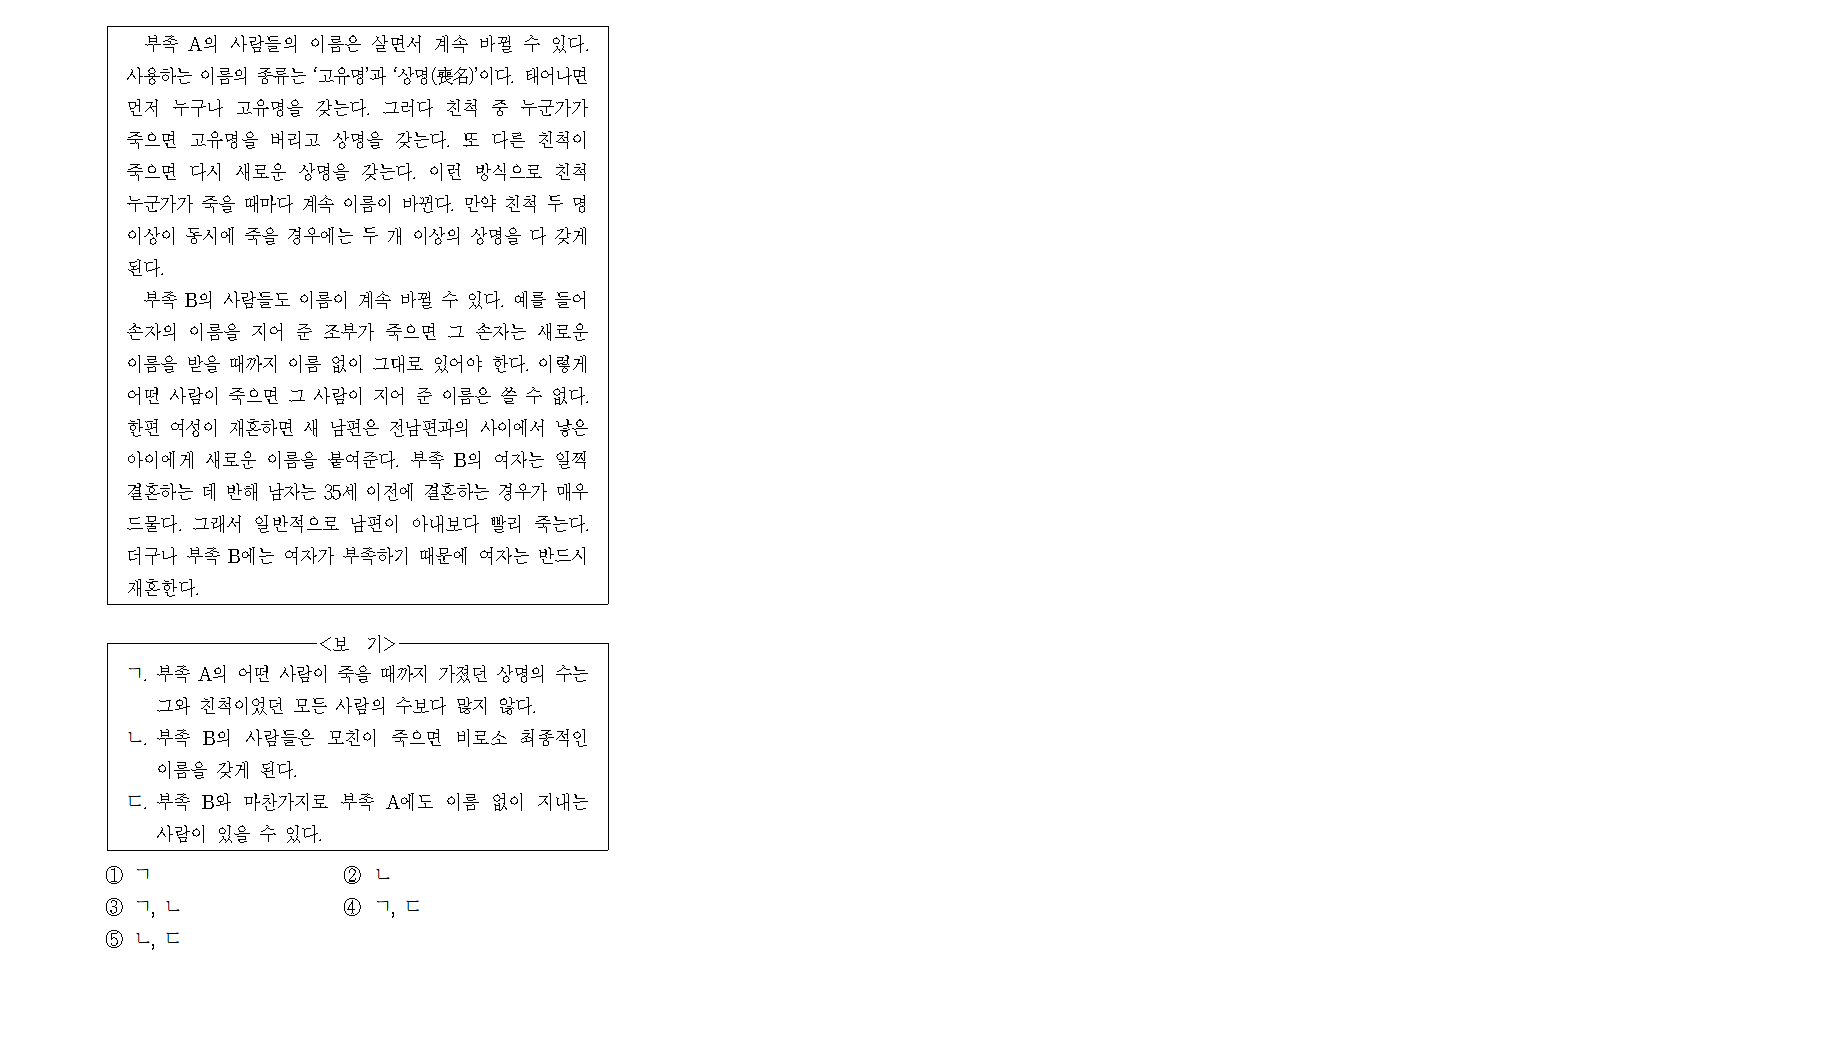 부족 A의 사람들의 이름은 살면서 계속 바뀔 수 있다.
사용하는 이름의 종류는 ‘고유명’과 ‘상명(喪名)’이다. 태어나면
먼저 누구나 고유명을 갖는다. 그러다 친척 중 누군가가
죽으면 고유명을 버리고 상명을 갖는다. 또 다른 친척이
죽으면 다시 새로운 상명을 갖는다. 이런 방식으로 친척
누군가가 죽을 때마다 계속 이름이 바뀐다. 만약 친척 두 명
이상이 동시에 죽을 경우에는 두 개 이상의 상명을 다 갖게
된다.
부족 B의 사람들도 이름이 계속 바뀔 수 있다. 예를 들어
손자의 이름을 지어 준 조부가 죽으면 그 손자는 새로운
이름을 받을 때까지 이름 없이 그대로 있어야 한다. 이렇게
어떤 사람이 죽으면 그 사람이 지어 준 이름은 쓸 수 없다.
한편 여성이 재혼하면 새 남편은 전남편과의 사이에서 낳은
아이에게 새로운 이름을 붙여준다. 부족 B의 여자는 일찍
결혼하는 데 반해 남자는 35세 이전에 결혼하는 경우가 매우
드물다. 그래서 일반적으로 남편이 아내보다 빨리 죽는다.
더구나 부족 B에는 여자가 부족하기 때문에 여자는 반드시
재혼한다.
<보 기>
ㄱ. 부족 A의 어떤 사람이 죽을 때까지 가졌던 상명의 수는
그와 친척이었던 모든 사람의 수보다 많지 않다.
ㄴ. 부족 B의 사람들은 모친이 죽으면 비로소 최종적인
이름을 갖게 된다.
ㄷ. 부족 B와 마찬가지로 부족 A에도 이름 없이 지내는
사람이 있을 수 있다.
① ㄱ ② ㄴ
③ ㄱ, ㄴ ④ ㄱ, ㄷ
⑤ ㄴ, ㄷ